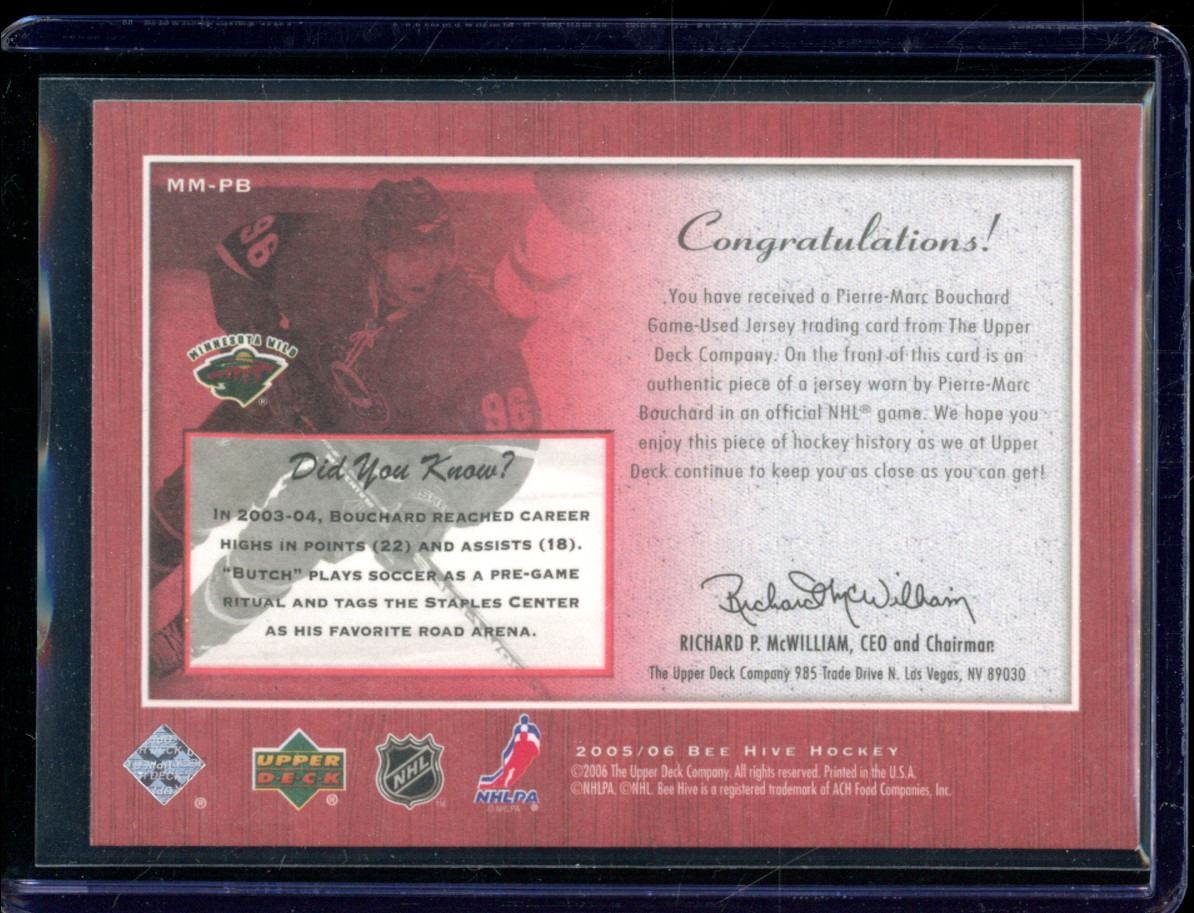 MM-PB
96
MINNESOTA WILD
®
96
Did You Know?
In 2003-04, Bouchard reached career
highs in points (22) and assists (18).
"Butch" plays soccer as a pre-game
ritual and tags the Staples Center
as his favorite road arena.
Congratulations!
You have received a Pierre-Marc Bouchard
Game-Used Jersey trading card from The Upper
Deck Company. On the front of this card is an
authentic piece of a jersey worn by Pierre-Marc
Bouchard in an official NHL® game. We hope you
enjoy this piece of hockey history as we at Upper
Deck continue to keep you as close as you can get!
Richard McWilliam
RICHARD P. McWILLIAM, CEO and Chairman
The Upper Deck Company 985 Trade Drive N. Las Vegas, NV 89030
®
UPPER
DECK
®
NHL
TM
NHLPA
© NHLPA ®
2005/06 Bee Hive Hockey
©2006 The Upper Deck Company. All rights reserved. Printed in the U.S.A.
©NHLPA. ©NHL. Bee Hive is a registered trademark of ACH Food Companies, Inc.